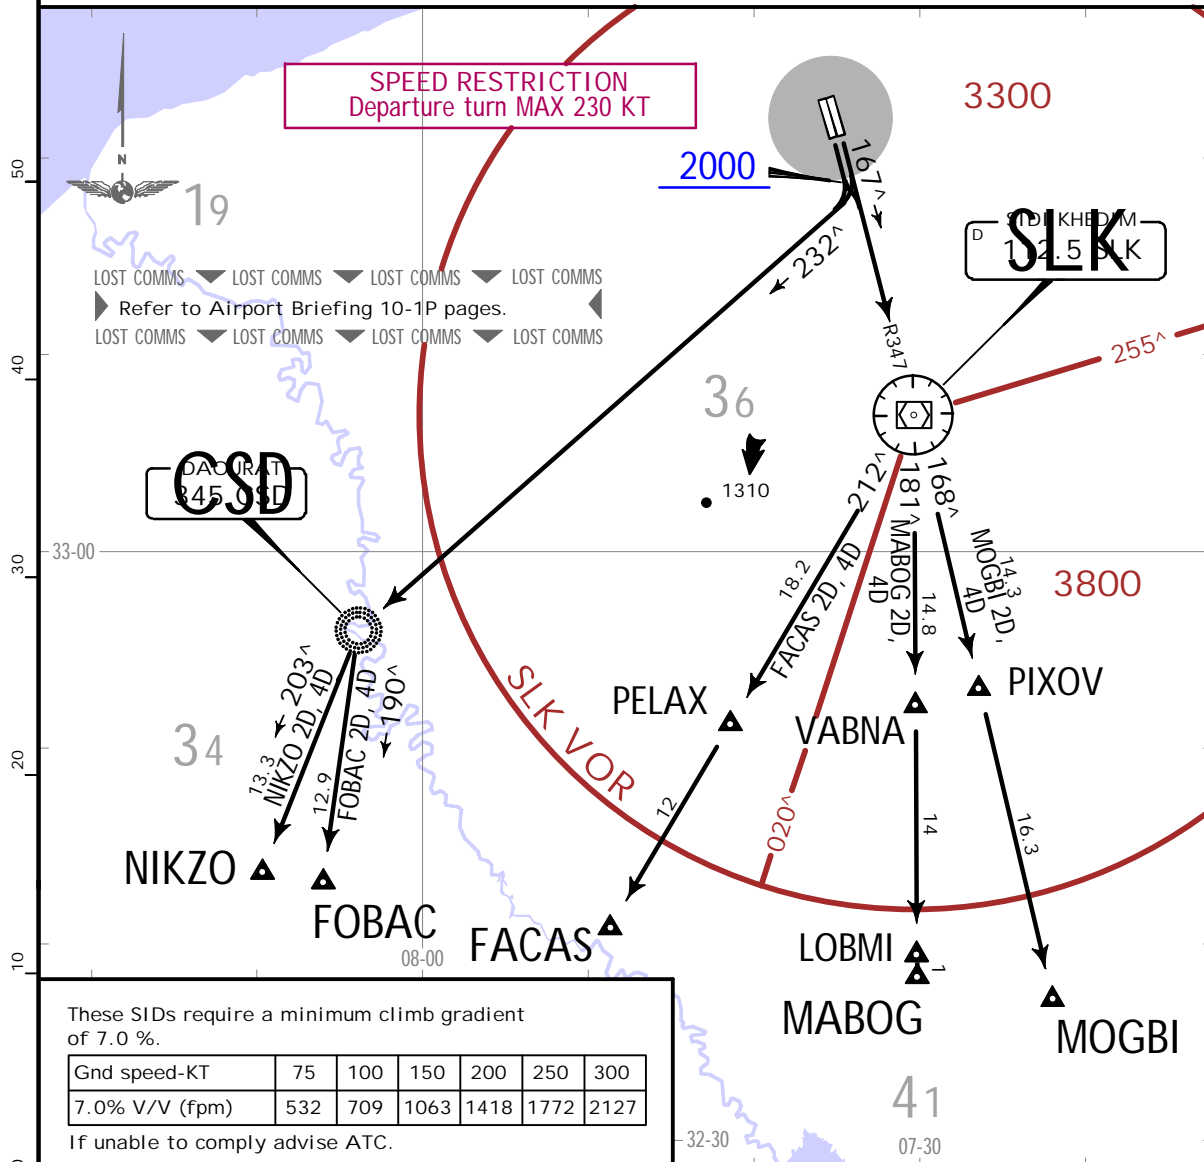 SPEED RESTRICTION
Departure turn MAX 230 KT
3300
2000
167^
N
19
50
SIDI KHEDIM
D 112.5 SLK
SLK
232^
LOST COMMS LOST COMMS LOST COMMS LOST COMMS
Refer to Airport Briefing 10-1P pages.
LOST COMMS LOST COMMS LOST COMMS LOST COMMS
R347
255^
40
36
DAOURAT
345 CSD
CSD
1310
212^
181^
168^
33-00
30
18.2
FACAS 2D, 4D
MABOG 2D,
4D
14.8
MOGBI 2D,
4D
14.3
3800
203^
NIKZO 2D, 4D
13.3
190^
FOBAC 2D, 4D
12.9
SLK VOR
PELAX
VABNA
PIXOV
34
20
12
020^
14
16.3
NIKZO
FOBAC
FACAS
08-00
LOBMI
1
MABOG
MOGBI
10
These SIDs require a minimum climb gradient
of 7.0 %.
Gnd speed-KT 75 100 150 200 250 300
7.0% V/V (fpm) 532 709 1063 1418 1772 2127
If unable to comply advise ATC.
41
32-30
07-30